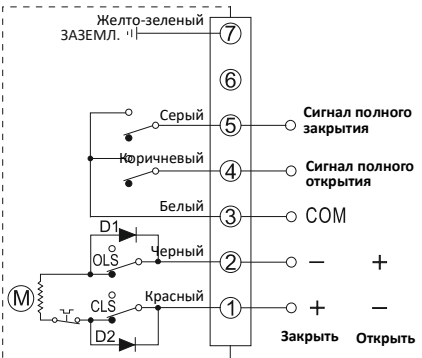 Желто-зеленый
ЗАЗЕМЛ.
7
6
Серый
5
Сигнал полного
закрытия
Коричневый
4
Сигнал полного
открытия
Белый
3
COM
D1
OLS
Черный
2
− +
M
CLS
Красный
1
+ −
D2
Закрыть Открыть